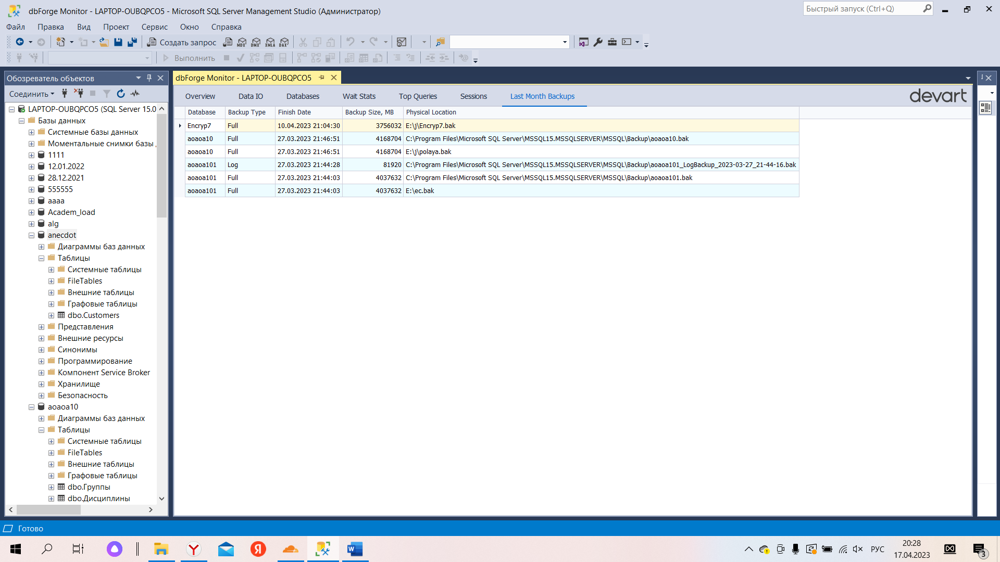 dbForge Monitor - LAPTOP-OUBQPCO5 - Microsoft SQL Server Management Studio (Администратор)
Быстрый запуск (Ctrl+Q)
Файл Правка Вид Проект Сервис Окно Справка
Создать запрос MDX DMX XMLA DAX
Выполнить
Обозреватель объектов
Соединить
LAPTOP-OUBQPCO5 (SQL Server 15.0
Базы данных
Системные базы данных
Моментальные снимки базы
1111
12.01.2022
28.12.2021
555555
aaaa
Academ_load
alg
anecdot
Диаграммы баз данных
Таблицы
Системные таблицы
FileTables
Внешние таблицы
Графовые таблицы
dbo.Customers
Представления
Внешние ресурсы
Синонимы
Программирование
Компонент Service Broker
Хранилище
Безопасность
aoaoa10
Диаграммы баз данных
Таблицы
Системные таблицы
FileTables
Внешние таблицы
Графовые таблицы
dbo.Группы
dbo.Дисциплины
dbForge Monitor - LAPTOP-OUBQPCO5
Overview Data IO Databases Wait Stats Top Queries Sessions Last Month Backups
devart
Database Backup Type Finish Date Backup Size, MB Physical Location
Encryp7 Full 10.04.2023 21:04:30 3756032 E:\j\Encryp7.bak
aoaoa10 Full 27.03.2023 21:46:51 4168704 C:\Program Files\Microsoft SQL Server\MSSQL15.MSSQLSERVER\MSSQL\Backup\aoaoa10.bak
aoaoa10 Full 27.03.2023 21:46:51 4168704 E:\j\polaya.bak
aoaoa101 Log 27.03.2023 21:44:28 81920 C:\Program Files\Microsoft SQL Server\MSSQL15.MSSQLSERVER\MSSQL\Backup\aoaoa101_LogBackup_2023-03-27_21-44-16.bak
aoaoa101 Full 27.03.2023 21:44:03 4037632 C:\Program Files\Microsoft SQL Server\MSSQL15.MSSQLSERVER\MSSQL\Backup\aoaoa101.bak
aoaoa101 Full 27.03.2023 21:44:03 4037632 E:\ec.bak
Готово
РУС
20:28
17.04.2023
3